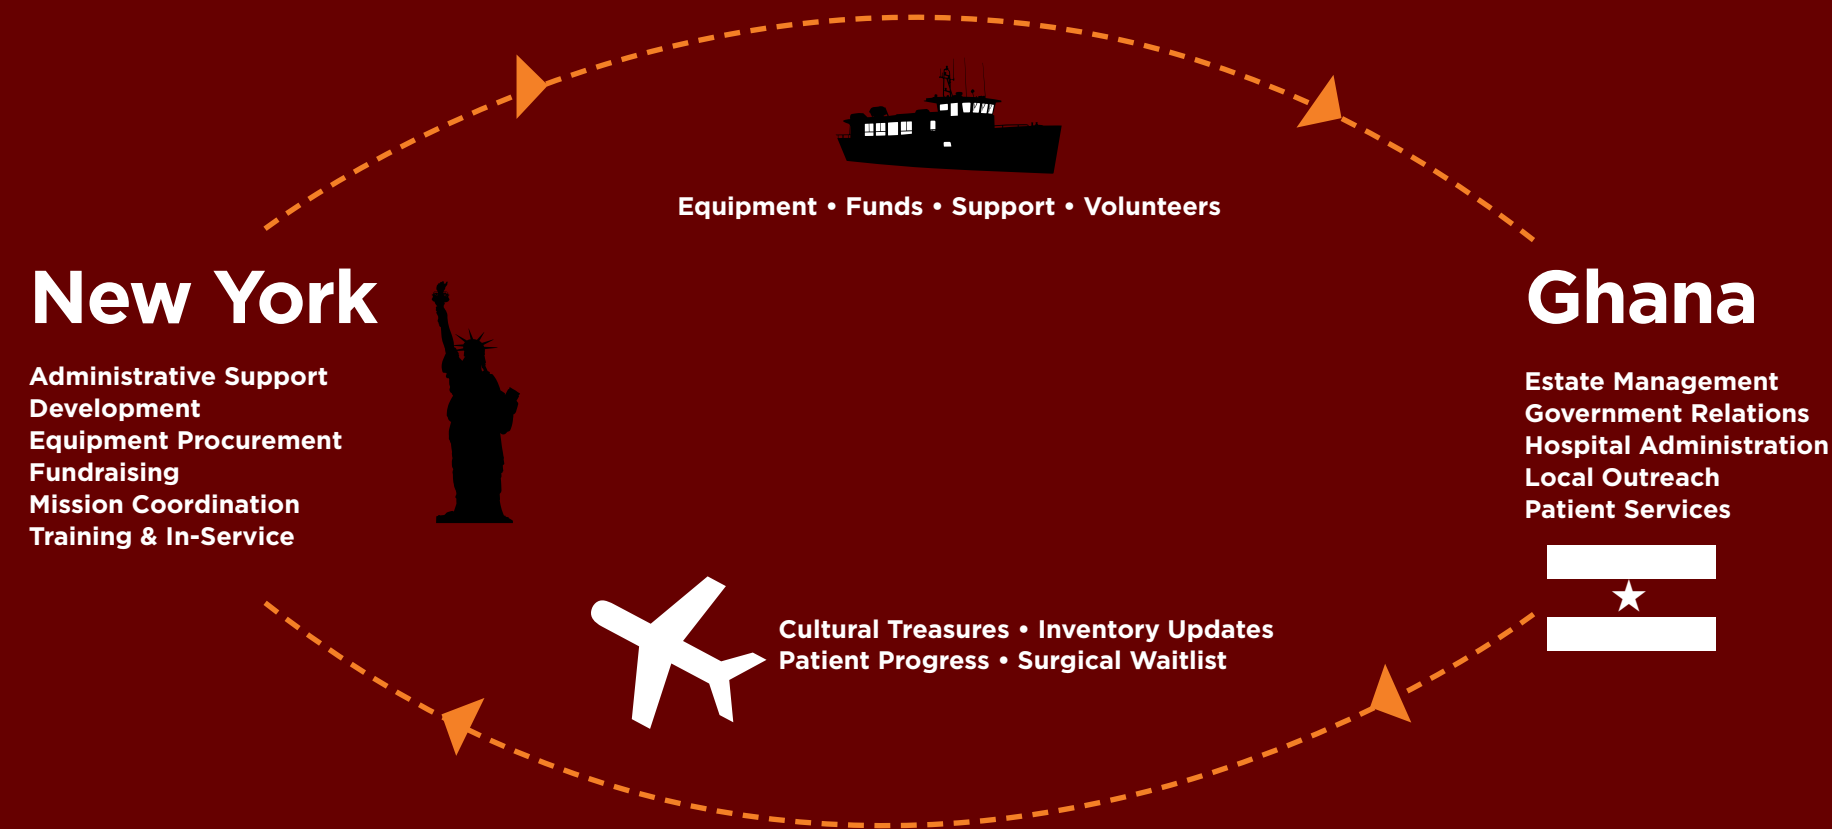 Equipment • Funds • Support • Volunteers
New York
Administrative Support
Development
Equipment Procurement
Fundraising
Mission Coordination
Training & In-Service
Ghana
Estate Management
Government Relations
Hospital Administration
Local Outreach
Patient Services
Cultural Treasures • Inventory Updates
Patient Progress • Surgical Waitlist